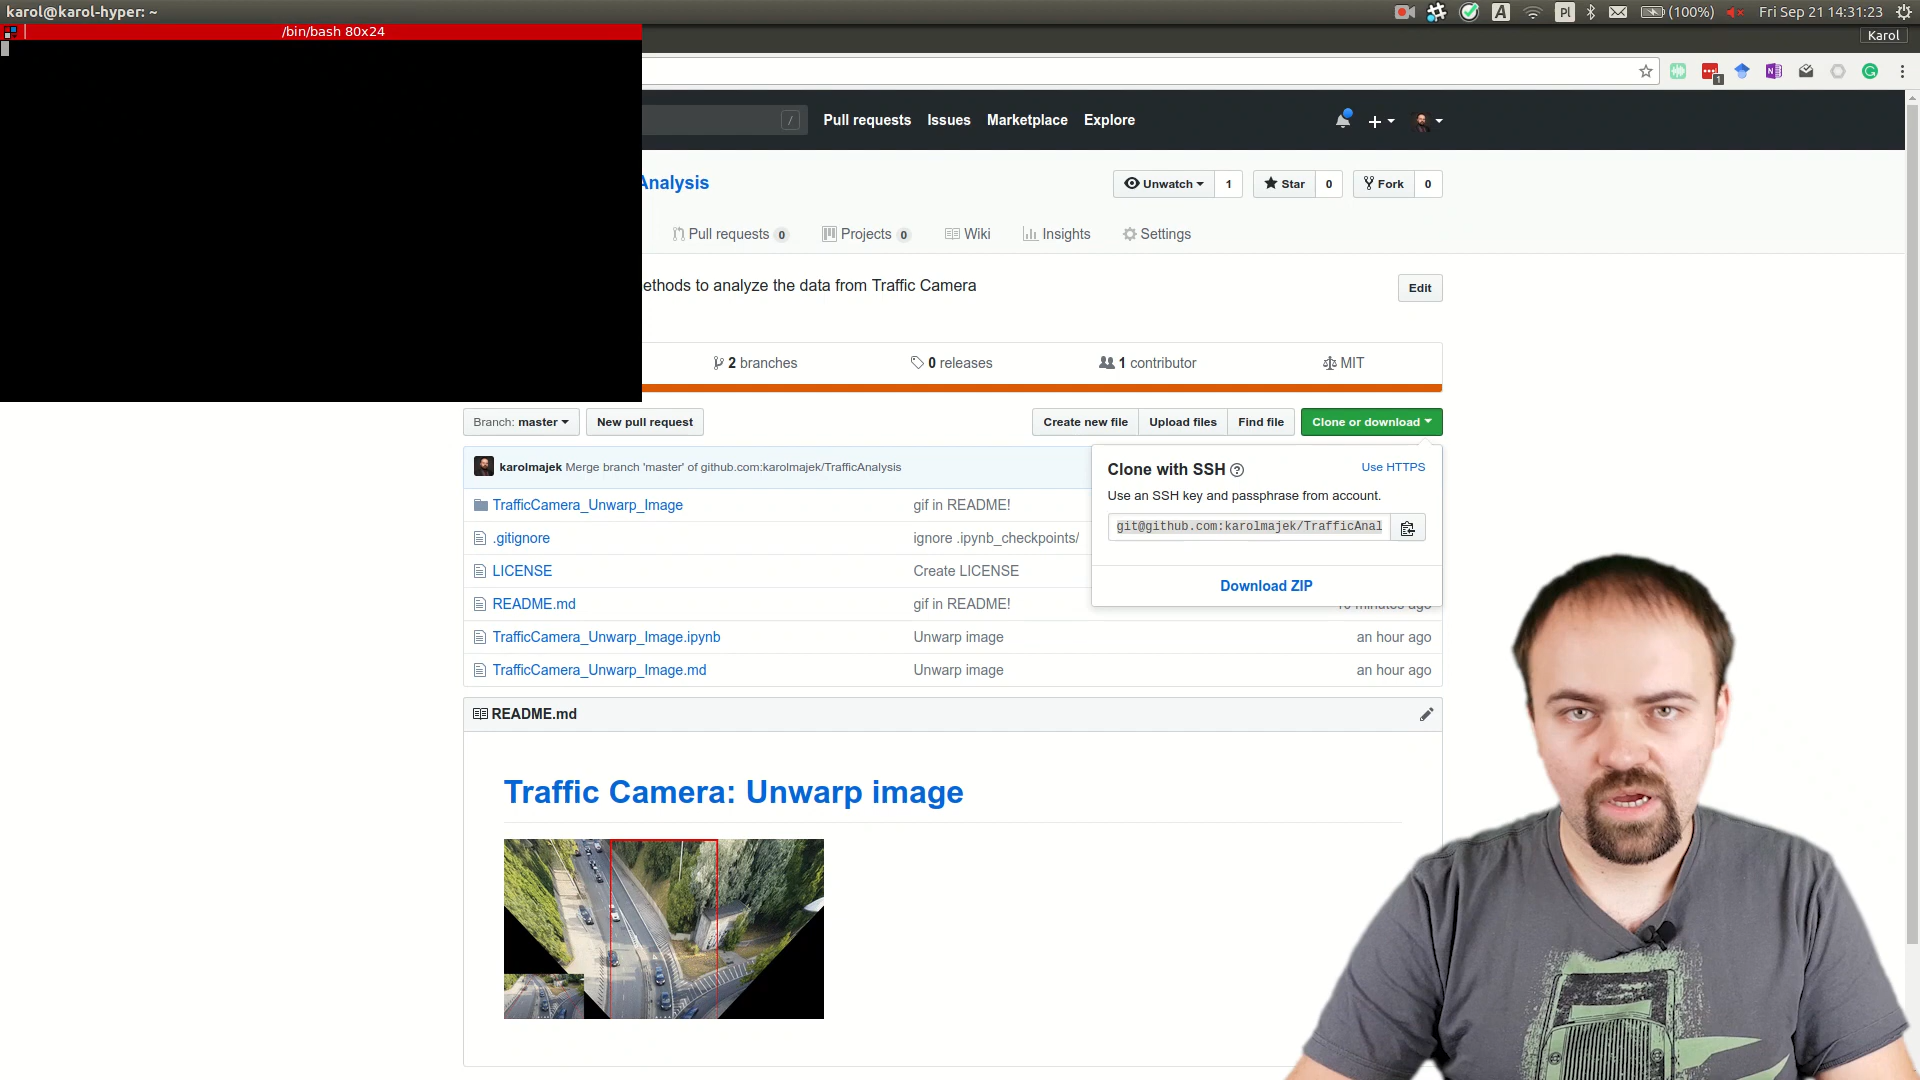 karol@karol-hyper: ~
A
Pl
(100%)
Fri Sep 21 14:31:23
/bin/bash 80x24
Karol
1
/
Pull requests Issues Marketplace Explore
Analysis
Unwatch 1
Star 0
Fork 0
Pull requests 0
Projects 0
Wiki
Insights
Settings
ethods to analyze the data from Traffic Camera
Edit
2 branches
0 releases
1 contributor
MIT
Branch: master
New pull request
Create new file
Upload files
Find file
Clone or download
karolmajek Merge branch 'master' of github.com:karolmajek/TrafficAnalysis
Clone with SSH ?
Use HTTPS
Use an SSH key and passphrase from account.
git@github.com:karolmajek/TrafficAnal
Download ZIP
TrafficCamera_Unwarp_Image gif in README!
.gitignore ignore .ipynb_checkpoints/
LICENSE Create LICENSE
README.md gif in README! minutes ago
TrafficCamera_Unwarp_Image.ipynb Unwarp image an hour ago
TrafficCamera_Unwarp_Image.md Unwarp image an hour ago
README.md
Traffic Camera: Unwarp image